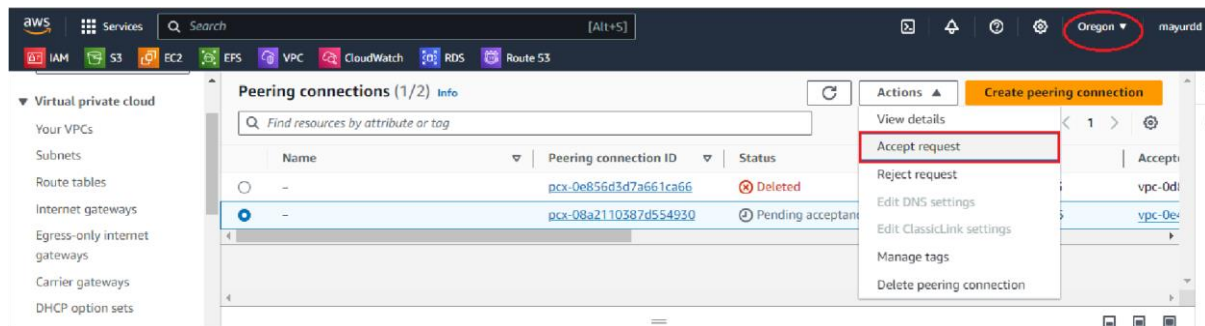 aws Services Search [Alt+S] Oregon ▼ mayurdd
IAM S3 EC2 EFS VPC CloudWatch RDS Route 53
▼ Virtual private cloud
Your VPCs
Subnets
Route tables
Internet gateways
Egress-only internet
gateways
Carrier gateways
DHCP option sets
Peering connections (1/2) Info
Actions ▲ Create peering connection
Find resources by attribute or tag
< 1 >
Name Peering connection ID Status
– pcx-0e856d3d7a661ca66 Deleted
– pcx-08a2110387d554930 Pending acceptan
View details
Accept request
Reject request
Edit DNS settings
Edit ClassicLink settings
Manage tags
Delete peering connection
Accept
vpc-0d
vpc-0e4